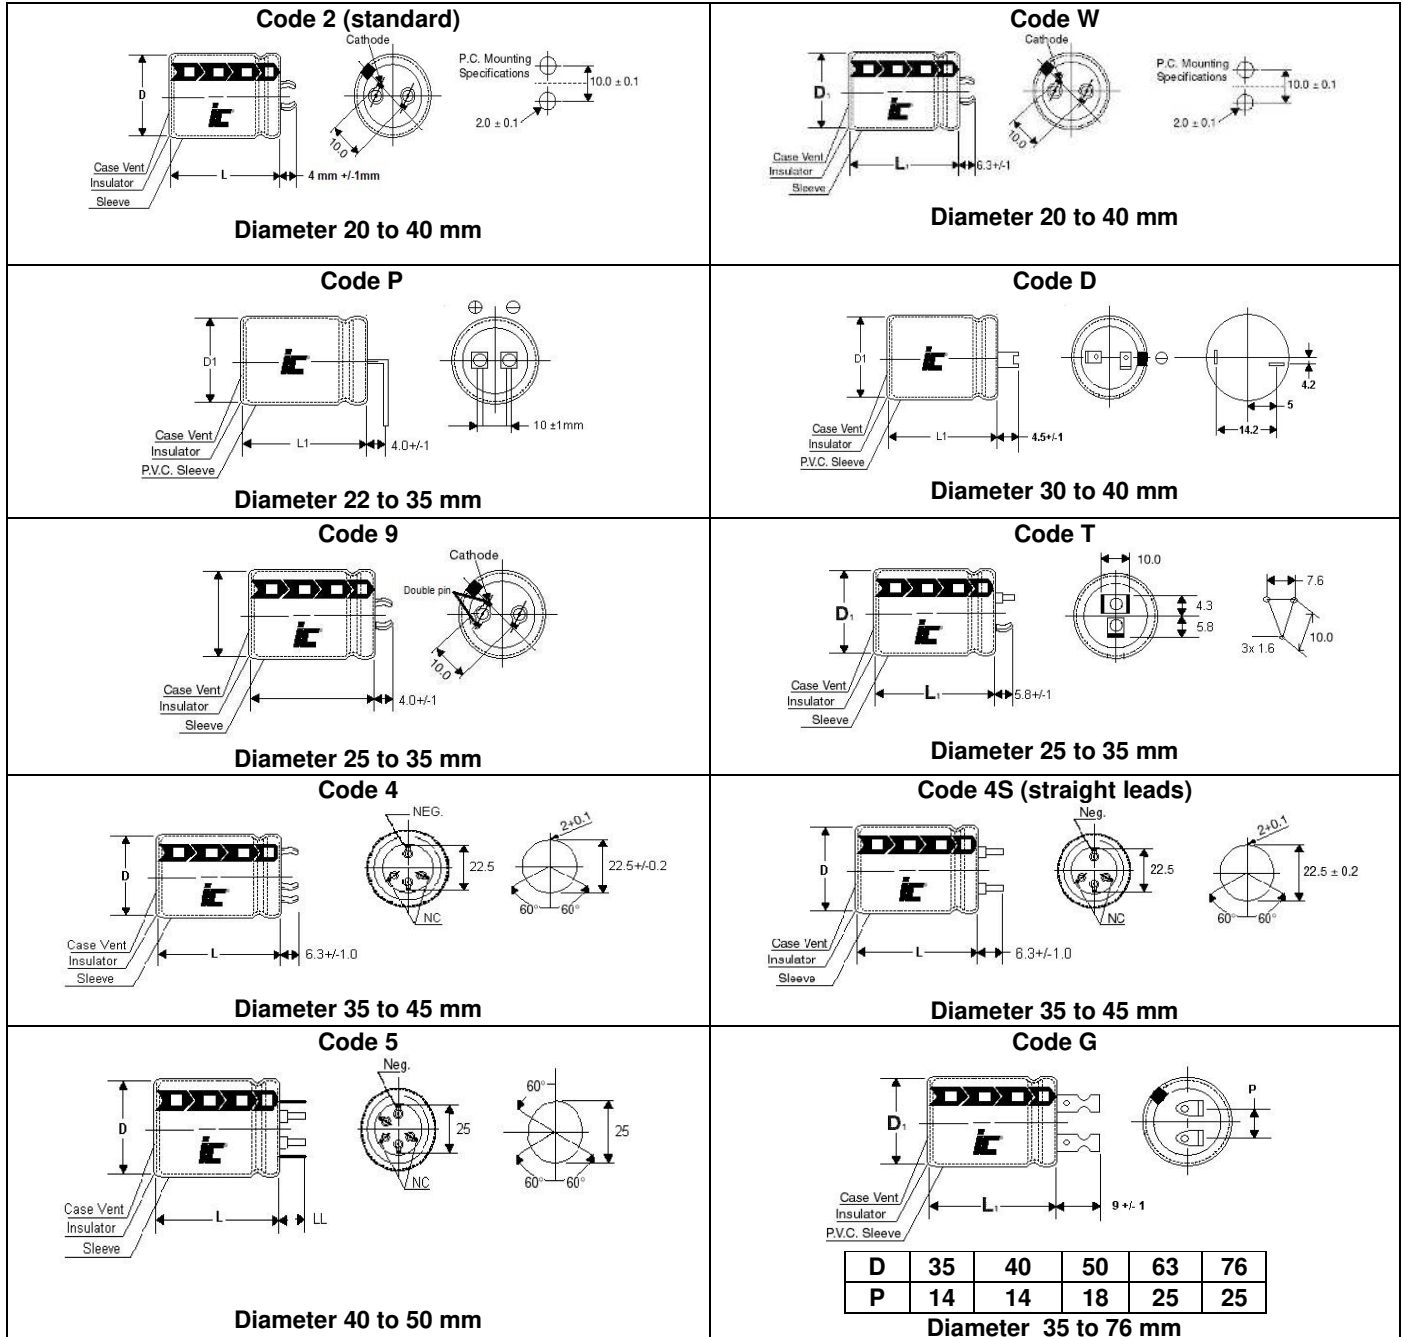 Code 2 (standard)
Cathode
D
P.C. Mounting
Specifications
10.0 ± 0.1
2.0 ± 0.1
10.0
ic
Case Vent
Insulator
Sleeve
L
4 mm +/-1mm
Diameter 20 to 40 mm
Code W
Cathode
D1
P.C. Mounting
Specifications
10.0 ± 0.1
2.0 ± 0.1
10.0
ic
Case Vent
Insulator
Sleeve
L1
6.3+/-1
Diameter 20 to 40 mm
Code P
D1
ic
Case Vent
Insulator
P.V.C. Sleeve
L1
4.0+/-1
10 ±1mm
Diameter 22 to 35 mm
Code D
D1
ic
4.2
5
14.2
Case Vent
Insulator
P.V.C. Sleeve
L1
4.5+/-1
Diameter 30 to 40 mm
Code 9
Cathode
Double pin
10.0
ic
Case Vent
Insulator
Sleeve
4.0+/-1
Diameter 25 to 35 mm
Code T
10.0
7.6
D1
4.3
5.8
10.0
3x 1.6
ic
Case Vent
Insulator
Sleeve
L1
5.8+/-1
Diameter 25 to 35 mm
Code 4
NEG.
2+0.1
D
22.5
22.5+/-0.2
60° 60°
NC
ic
Case Vent
Insulator
Sleeve
L
6.3+/-1.0
Diameter 35 to 45 mm
Code 4S (straight leads)
Neg.
2+0.1
D
22.5
22.5 ± 0.2
60° 60°
NC
ic
Case Vent
Insulator
Sleeve
L
6.3+/-1.0
Diameter 35 to 45 mm
Code 5
Neg.
60°
D
25
25
60° 60°
NC
ic
Case Vent
Insulator
Sleeve
L
LL
Diameter 40 to 50 mm
Code G
P
D1
ic
Case Vent
Insulator
P.V.C. Sleeve
L1
9 +/- 1
D 35 40 50 63 76
P 14 14 18 25 25
Diameter 35 to 76 mm